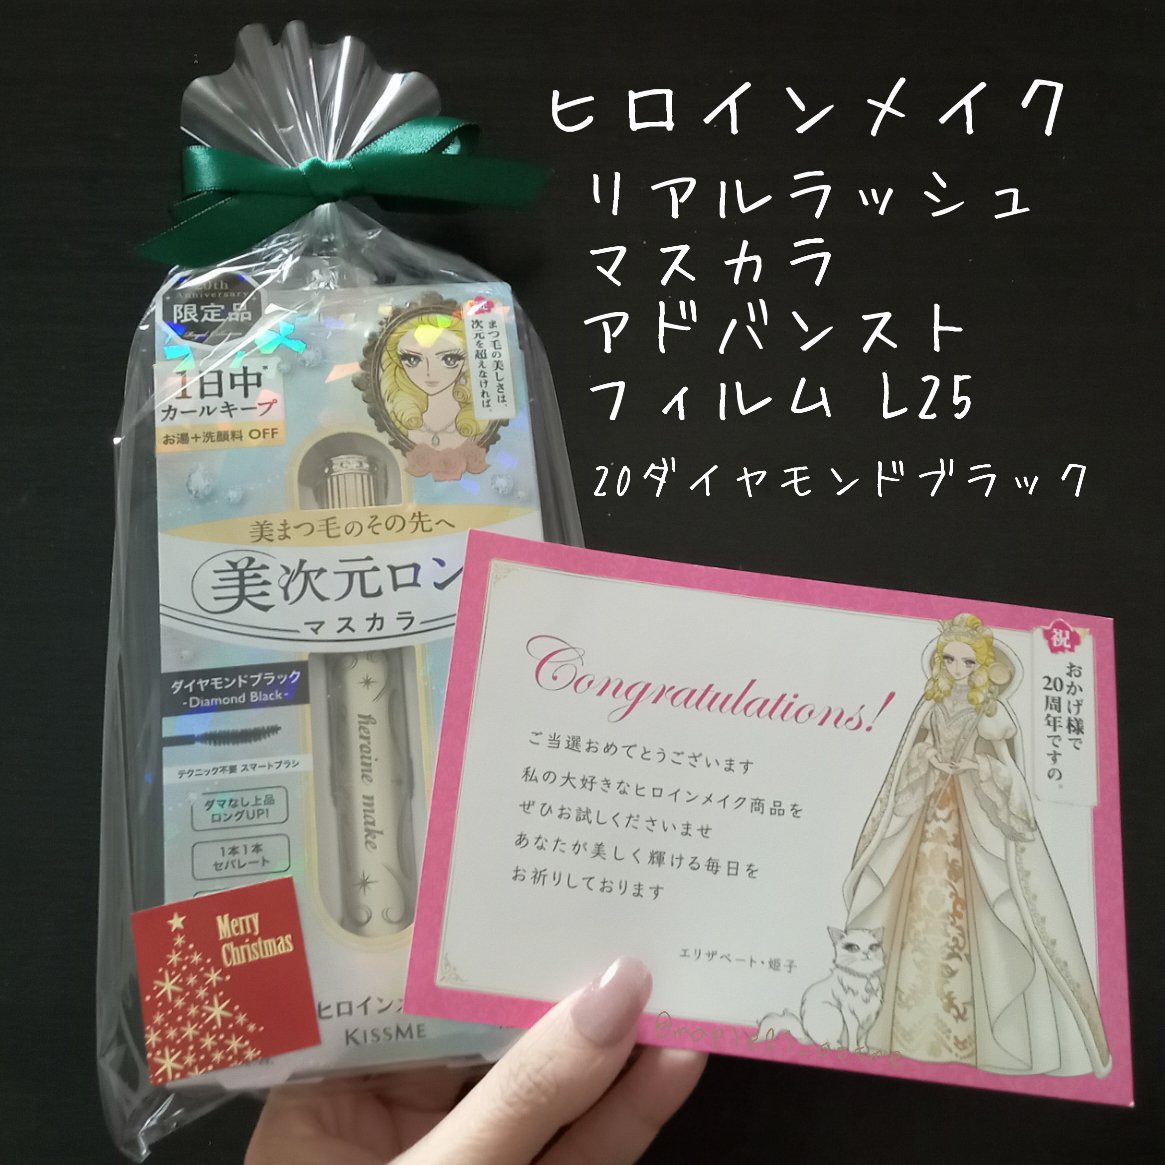 ヒロインメイク
リアルラッシュ
マスカラ
アドバンスト
フィルム L25
20ダイヤモンドブラック
20th
Anniversary
限定品
Royal Collection
1日中*
カールキープ
お湯+洗顔料 OFF
祝
まつ毛の美しさは、
次元を超えなければ。
美まつ毛のその先へ
美次元ロン
マスカラ
ダイヤモンドブラック
-Diamond Black-
テクニック不要 スマートブラシ
ダマなし上品
ロングUP!
1本1本
セパレート
heroine make
Merry
Christmas
ヒロインメ
KISSME
Congratulations!
ご当選おめでとうございます
私の大好きなヒロインメイク商品を
ぜひお試しくださいませ
あなたが美しく輝ける毎日を
お祈りしております
エリザベート・姫子
祝
おかげ様で
20周年ですの。